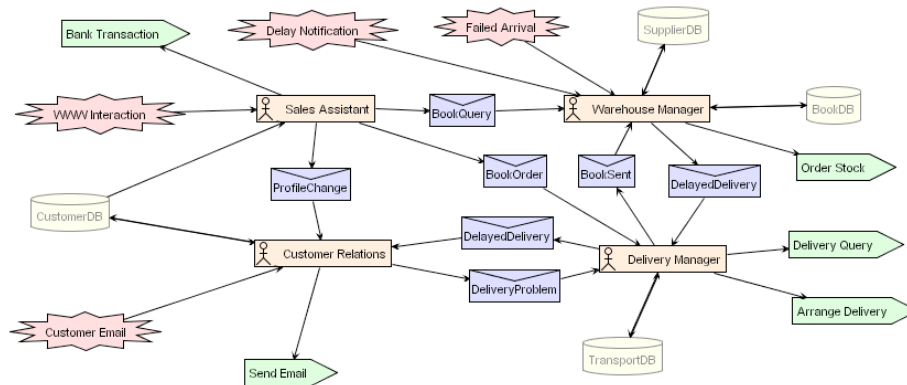 Bank Transaction
Delay Notification
Failed Arrival
SupplierDB
WWW Interaction
Sales Assistant
BookQuery
Warehouse Manager
BookDB
ProfileChange
BookOrder
BookSent
DelayedDelivery
Order Stock
CustomerDB
Customer Relations
DelayedDelivery
DeliveryProblem
Delivery Manager
Delivery Query
Arrange Delivery
Customer Email
Send Email
TransportDB